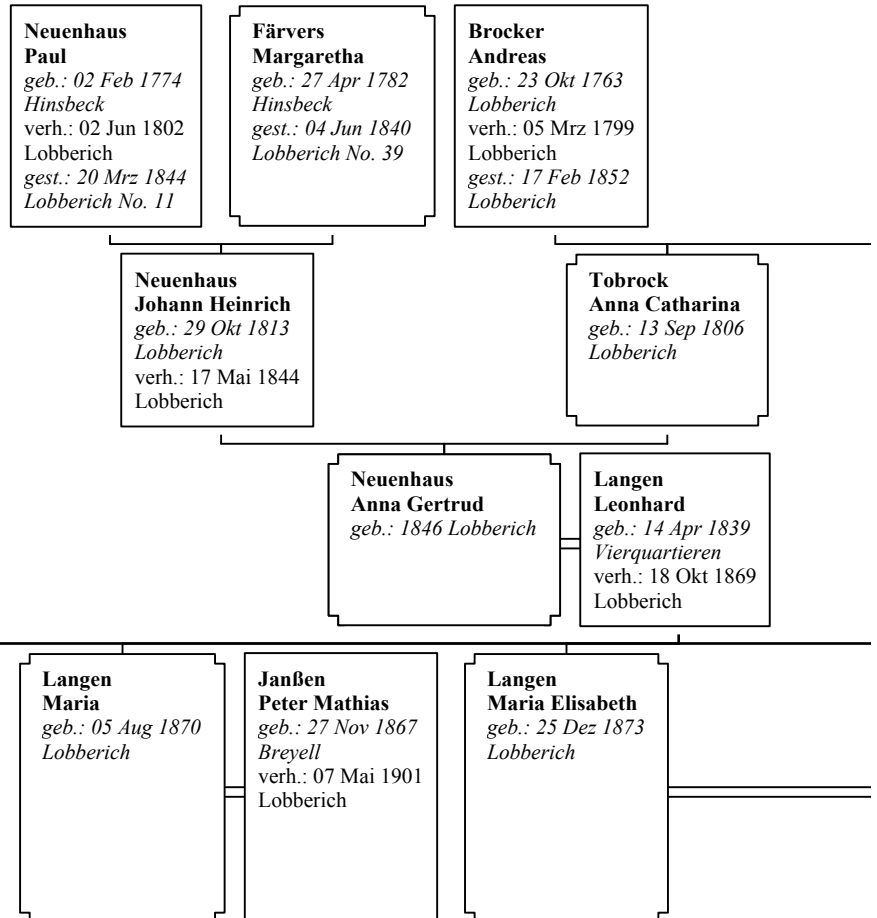 Neuenhaus
Paul
geb.: 02 Feb 1774
Hinsbeck
verh.: 02 Jun 1802
Lobberich
gest.: 20 Mrz 1844
Lobberich No. 11
Färvers
Margaretha
geb.: 27 Apr 1782
Hinsbeck
gest.: 04 Jun 1840
Lobberich No. 39
Brocker
Andreas
geb.: 23 Okt 1763
Lobberich
verh.: 05 Mrz 1799
Lobberich
gest.: 17 Feb 1852
Lobberich
Neuenhaus
Johann Heinrich
geb.: 29 Okt 1813
Lobberich
verh.: 17 Mai 1844
Lobberich
Tobrock
Anna Catharina
geb.: 13 Sep 1806
Lobberich
Neuenhaus
Anna Gertrud
geb.: 1846 Lobberich
Langen
Leonhard
geb.: 14 Apr 1839
Vierquartieren
verh.: 18 Okt 1869
Lobberich
Langen
Maria
geb.: 05 Aug 1870
Lobberich
Janßen
Peter Mathias
geb.: 27 Nov 1867
Breyell
verh.: 07 Mai 1901
Lobberich
Langen
Maria Elisabeth
geb.: 25 Dez 1873
Lobberich